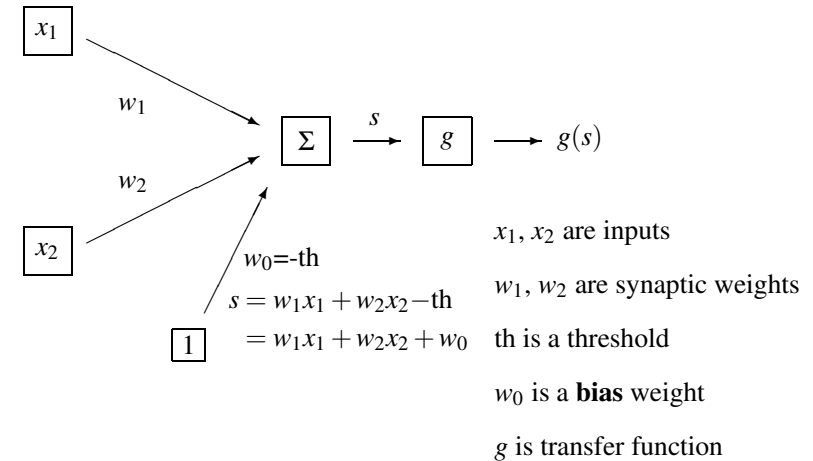 x₁
w₁
s
Σ
g
g(s)
w₂
x₂
w₀=-th
s = w₁x₁ + w₂x₂−th
= w₁x₁ + w₂x₂ + w₀
1
x₁, x₂ are inputs
w₁, w₂ are synaptic weights
th is a threshold
w₀ is a bias weight
g is transfer function